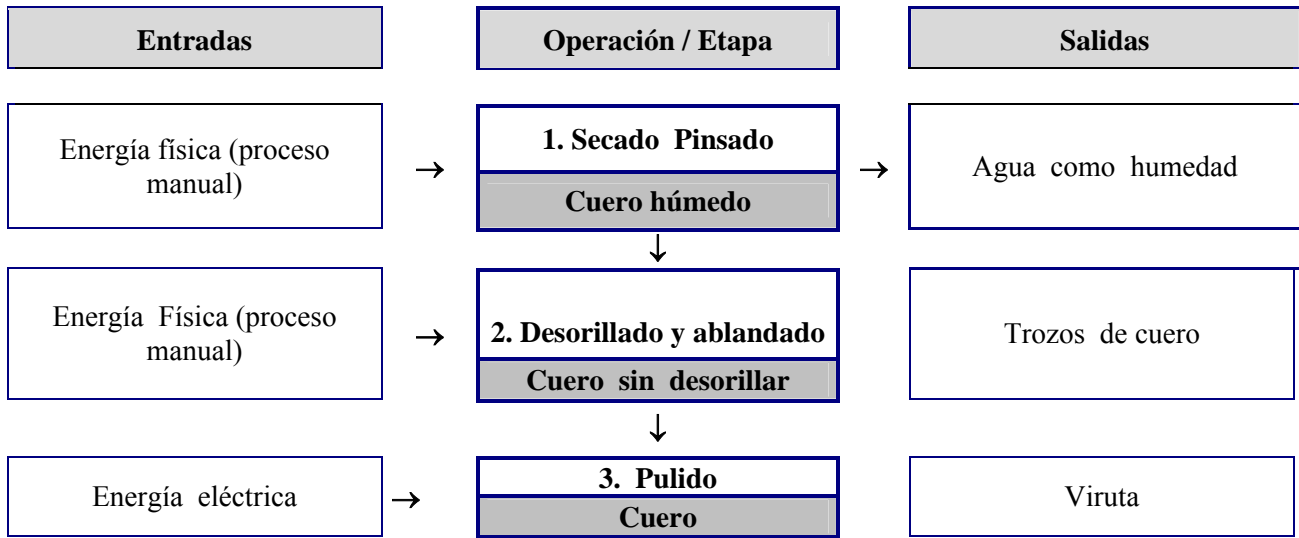 Entradas
Operación / Etapa
Salidas
Energía física (proceso
manual)
→
1. Secado Pinsado
Cuero húmedo
→
Agua como humedad
↓
Energía Física (proceso
manual)
→
2. Desorillado y ablandado
Cuero sin desorillar
Trozos de cuero
↓
Energía eléctrica
→
3. Pulido
Cuero
Viruta